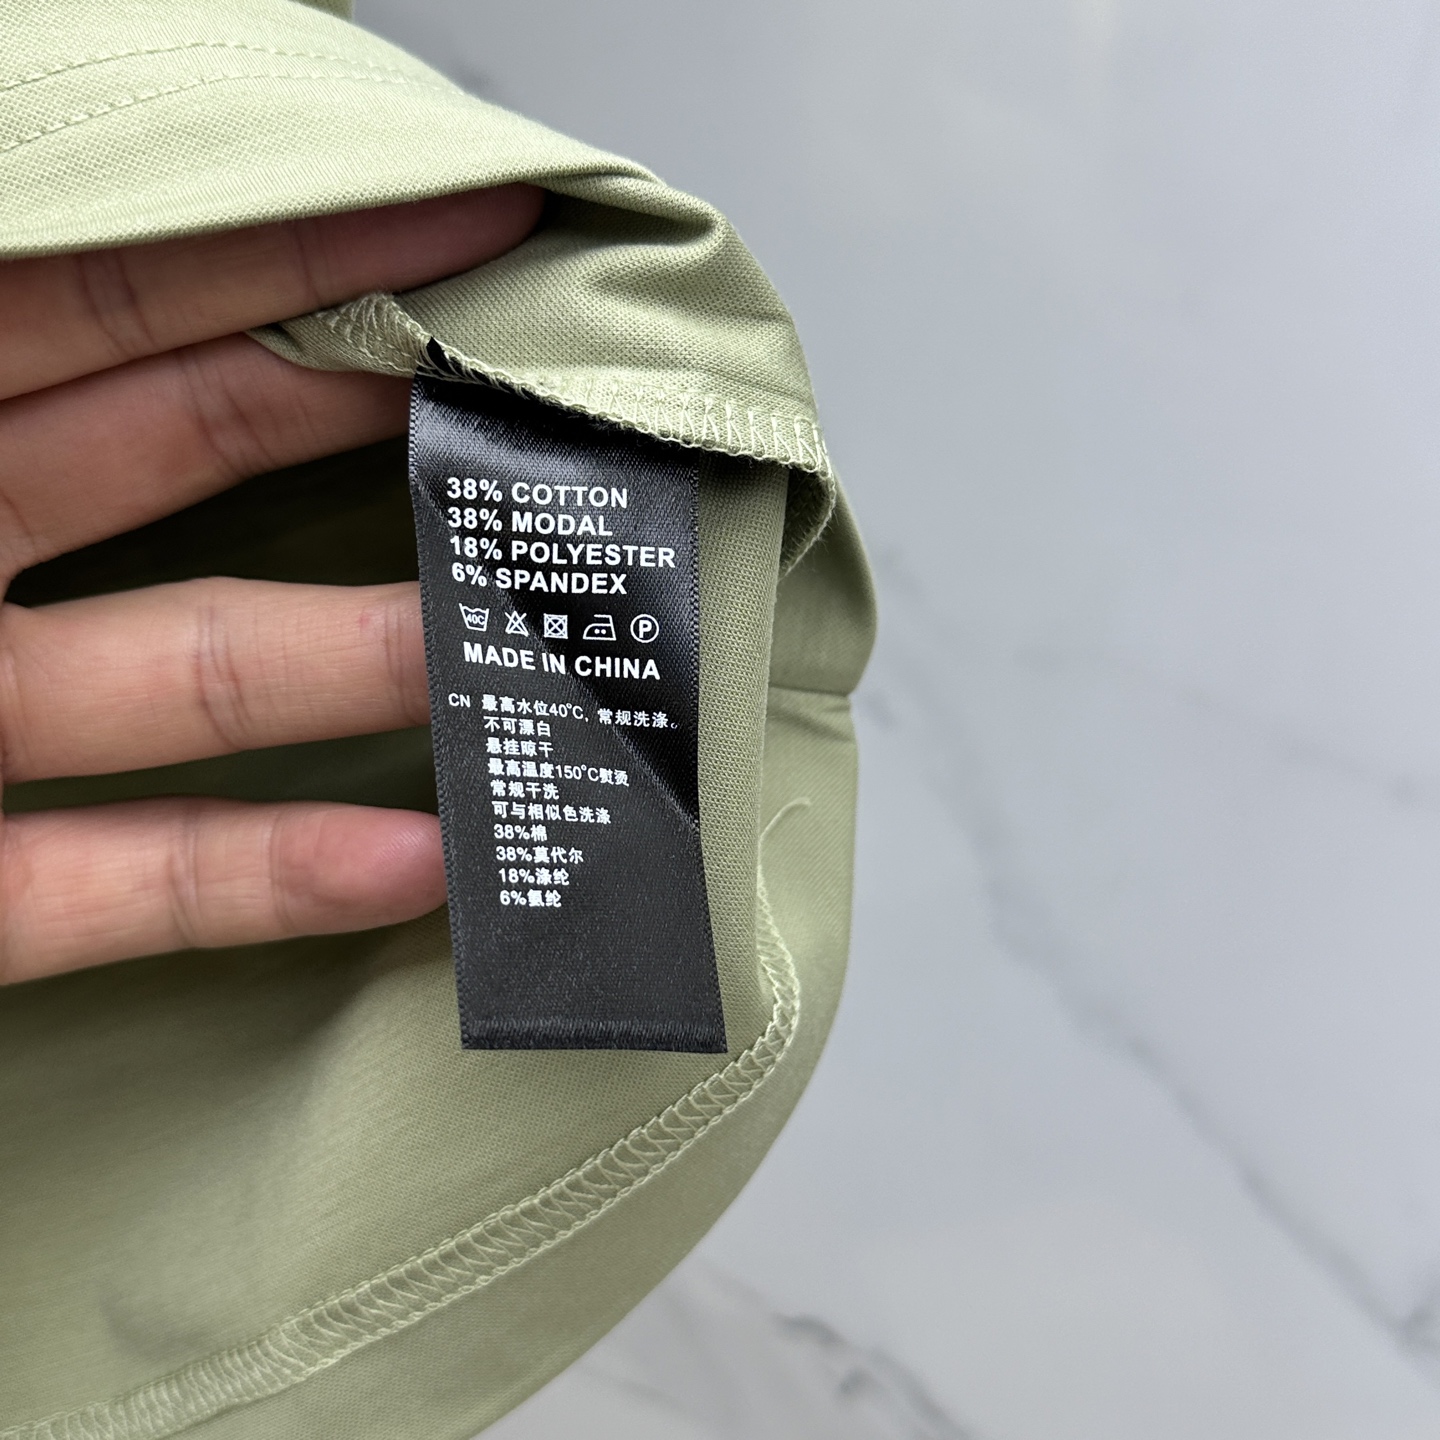 38% COTTON
38% MODAL
18% POLYESTER
6% SPANDEX
40C
P
MADE IN CHINA
CN 最高水位40°C, 常规洗涤。
不可漂白
悬挂晾干
最高温度150°C熨烫
常规干洗
可与相似色洗涤
38%棉
38%莫代尔
18%涤纶
6%氨纶